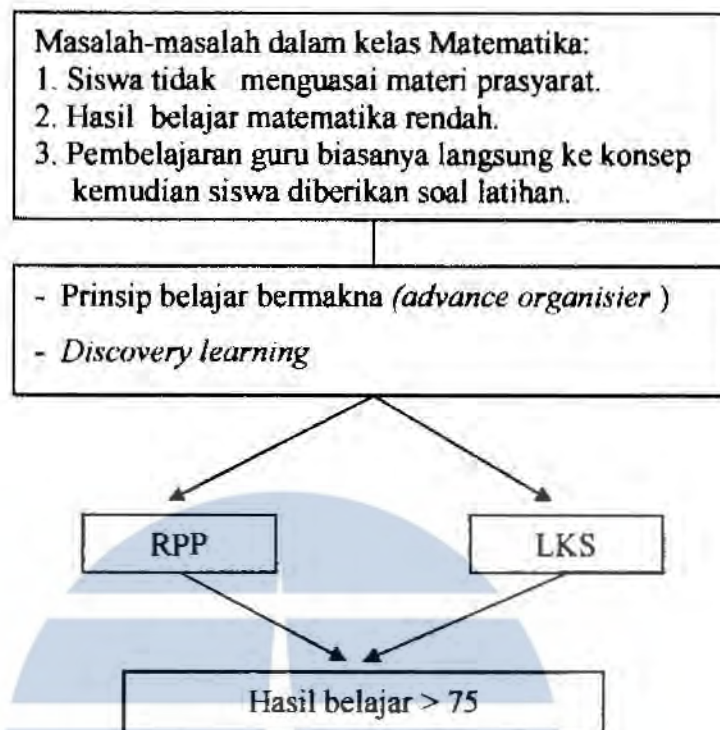 Masalah-masalah dalam kelas Matematika:
1. Siswa tidak menguasai materi prasyarat.
2. Hasil belajar matematika rendah.
3. Pembelajaran guru biasanya langsung ke konsep
kemudian siswa diberikan soal latihan.
- Prinsip belajar bermakna (advance organisier )
- Discovery learning
RPP
LKS
Hasil belajar > 75